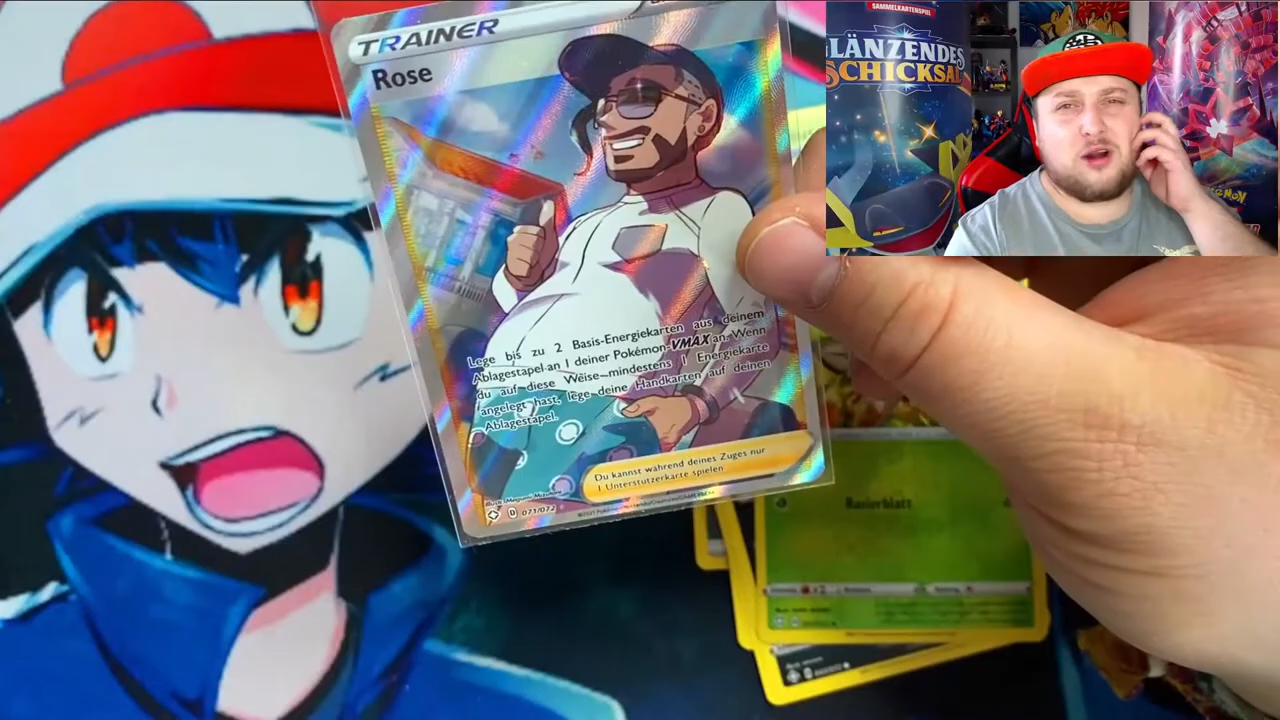 TRAINER
Rose
Lege bis zu 2 Basis-Energiekarten aus deinem
Ablagestapel an 1 deiner Pokémon-VMAX an. Wenn
du auf diese Weise mindestens 1 Energiekarte
angelegt hast, lege deine Handkarten auf deinen
Ablagestapel.
Du kannst während deines Zuges nur
1 Unterstützerkarte spielen
D 071/072
SAMMELKARTENSPIEL
GLÄNZENDES
SCHICKSAL
Rasierblatt